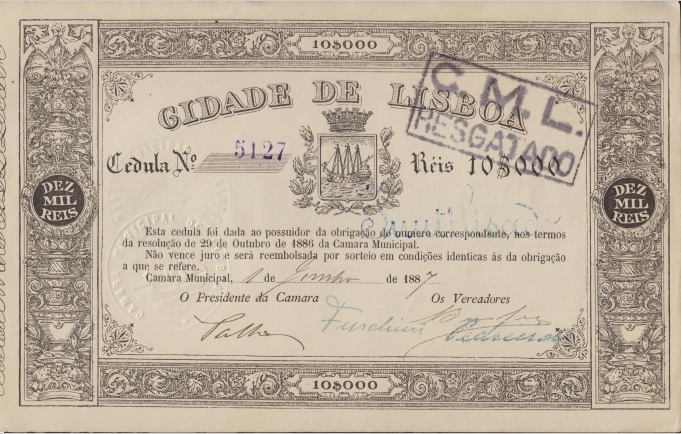 10$000
CIDADE DE LISBOA
C. M. L.
RESGATADO
Cedula Nº 5127 Réis 10$000
DEZ MIL REIS
DEZ MIL REIS
Esta cedula foi dada ao possuidor da obrigação do numero correspondente, nos termos
da resolução de 29 de Outubro de 1886 da Camara Municipal.
Não vence juro e será reembolsada por sorteio em condições identicas ás da obrigação
a que se refere.
Camara Municipal, 1 de Junho de 1887
O Presidente da Camara Os Vereadores
10$000